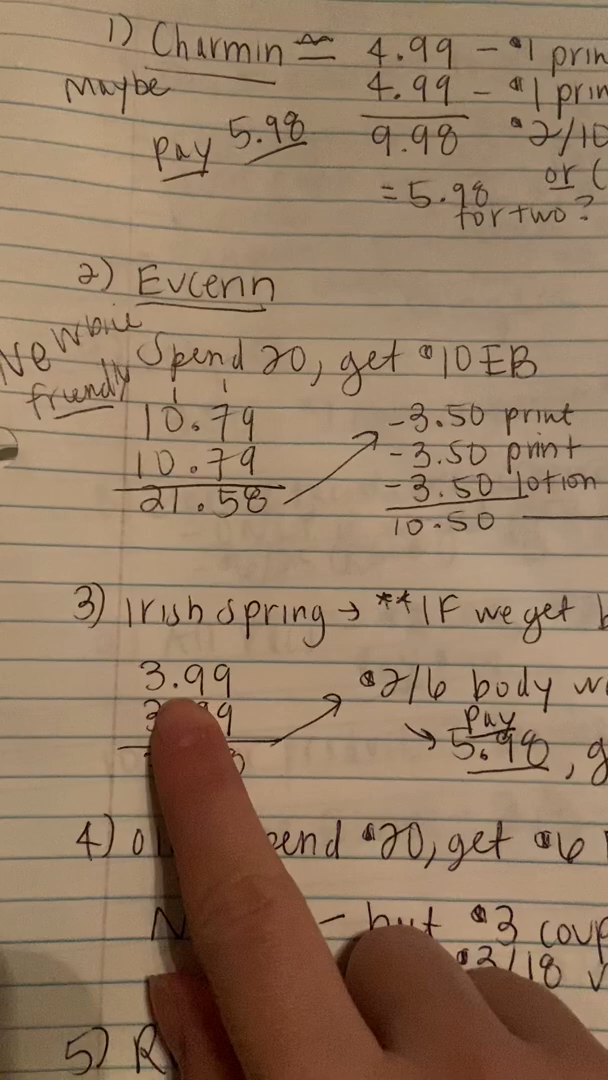 1) Charmin = 4.99 - $1 prin
Maybe 4.99 - $1 prin
pay 5.98 9.98 $2/10
= 5.98 or (
for two?
2) Evcenn
Spend 20, get $10 EB
friendly
10.79 -3.50 print
10.79 -3.50 print
21.58 -3.50 lotion
10.50
3) Irish Spring → **IF we get b
3.99 $2/6 body w
pay
→ 5.98, g
4) pend $20, get $6
- but $3 coup
$3/18
5) R